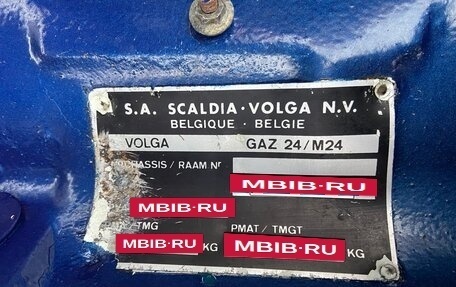 S.A. SCALDIA · VOLGA N.V.
BELGIQUE · BELGIE
VOLGA GAZ 24/M24
/ RAAM Nº
MBIB.RU
MBIB.RU
/TMG PMAT / TMGT
MBIB.RU KG MBIB.RU KG